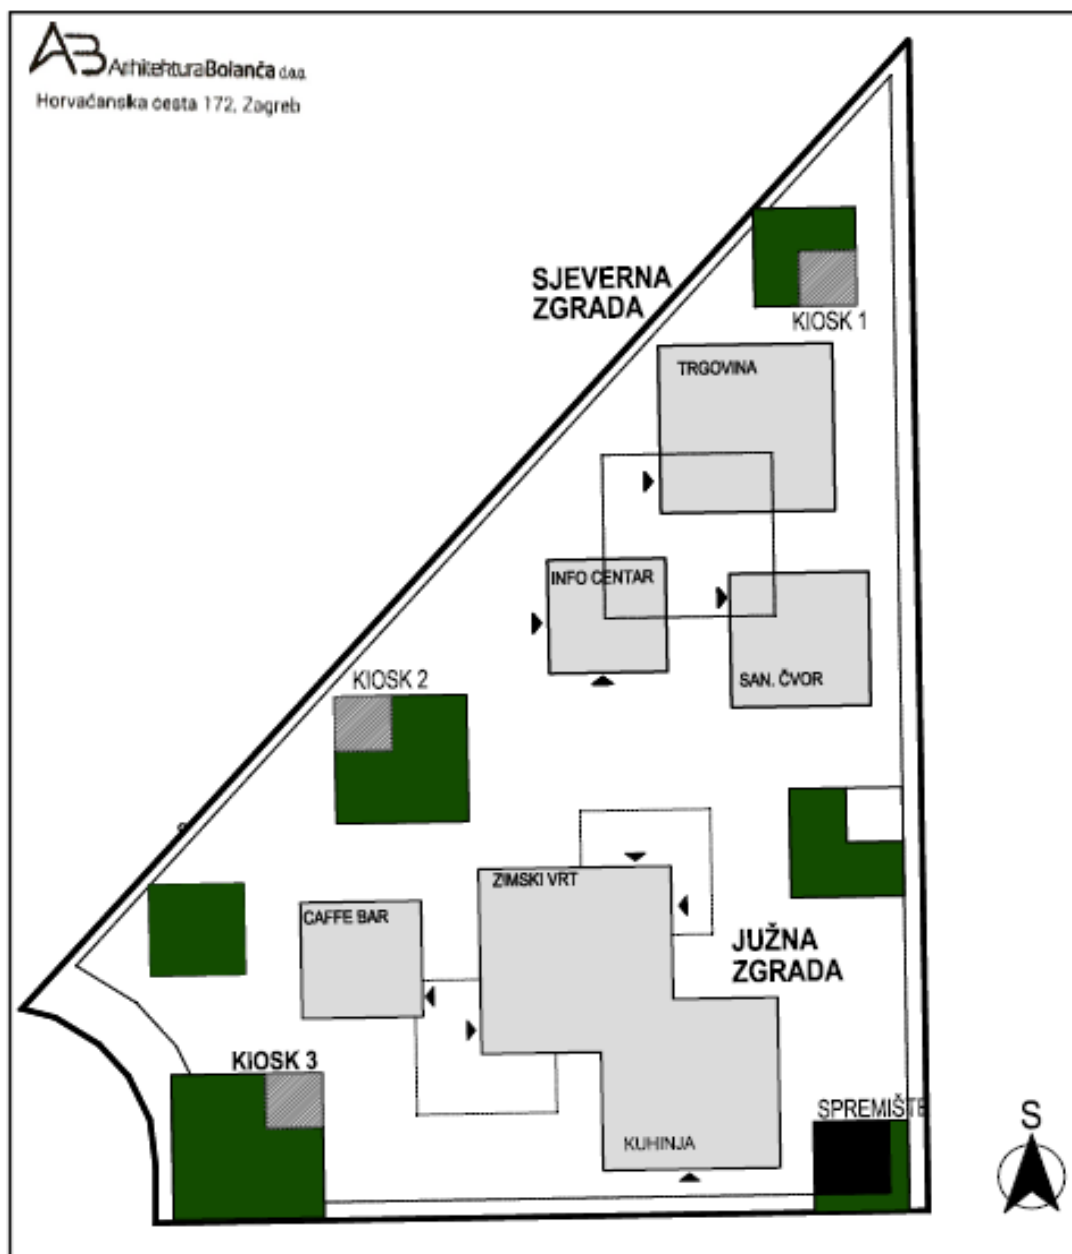 AB ArhitekturaBolanča d.o.o.
Horvaćanska cesta 172, Zagreb
SJEVERNA
ZGRADA
KIOSK 1
TRGOVINA
INFO CENTAR
SAN. ČVOR
KIOSK 2
ZIMSKI VRT
CAFFE BAR
JUŽNA
ZGRADA
KIOSK 3
KUHINJA
SPREMIŠTE
S